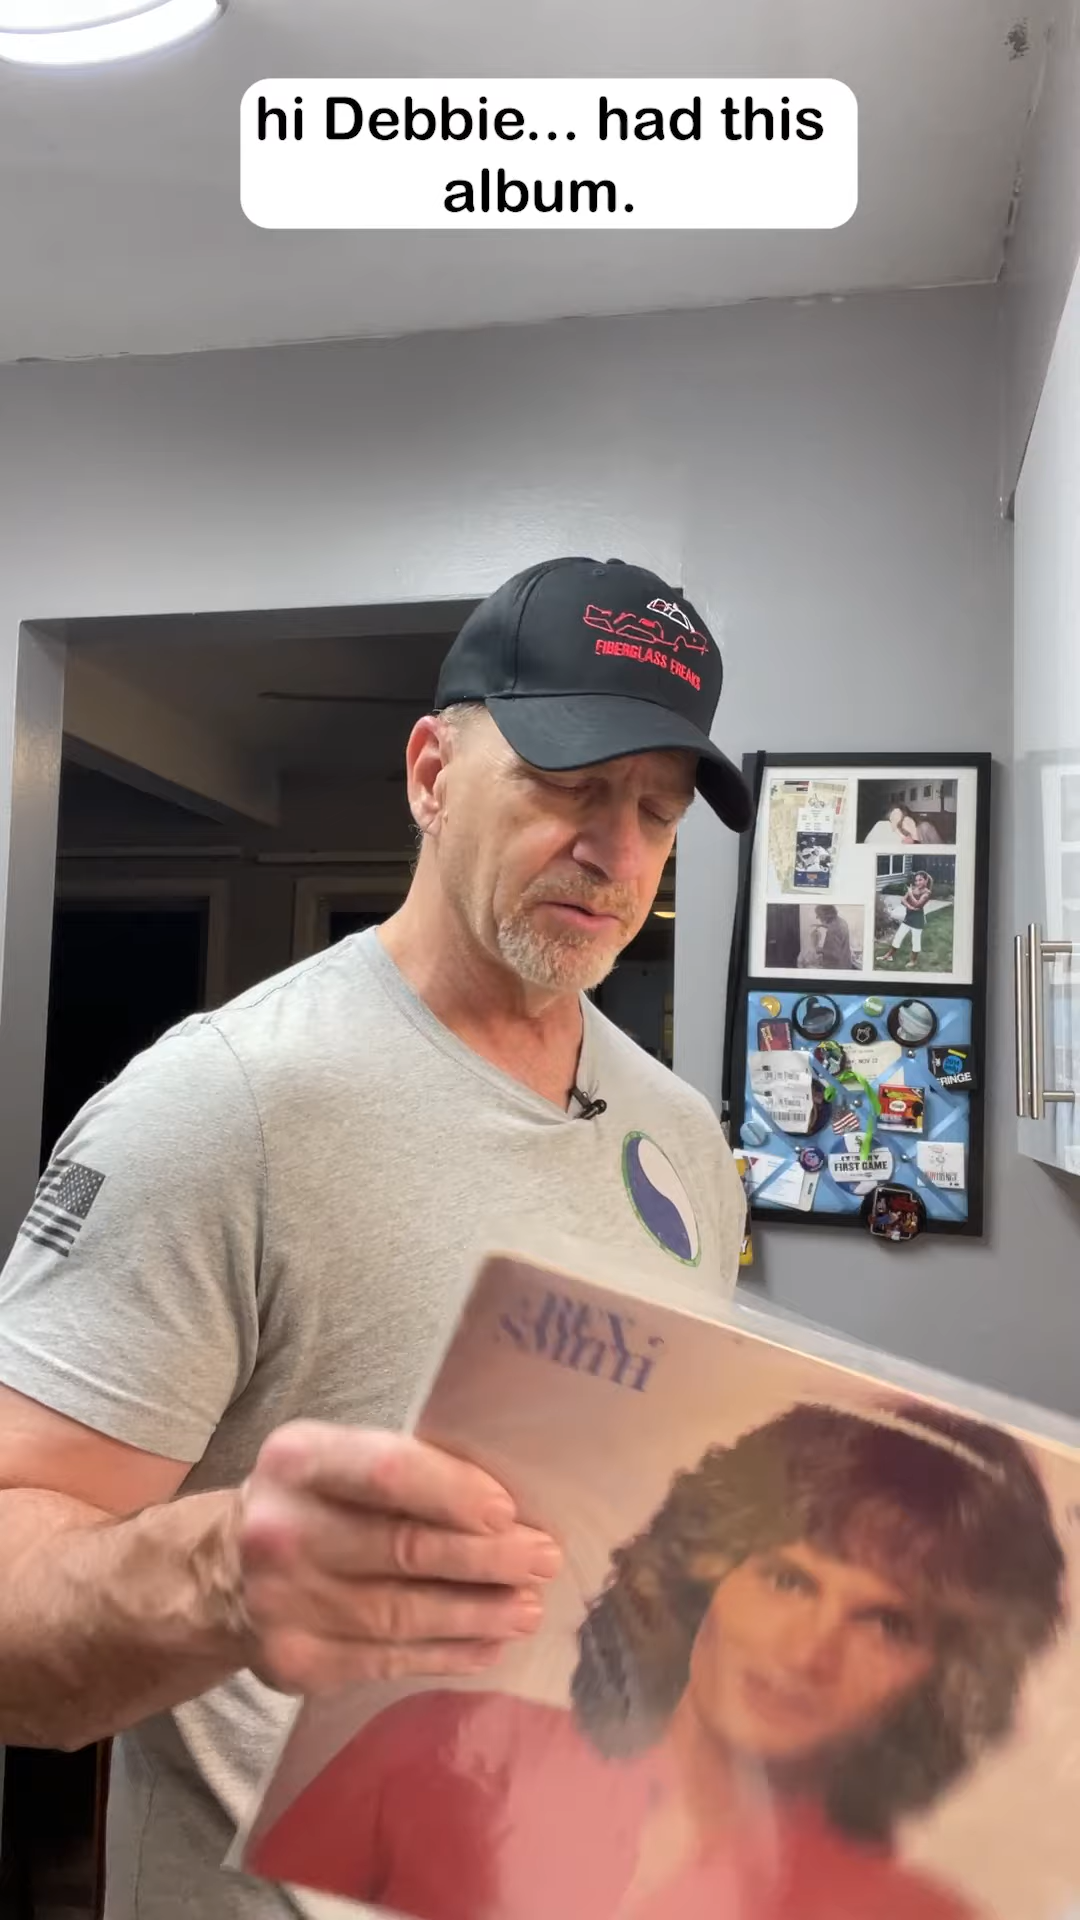 hi Debbie... had this
album.
FIBERGLASS FREAKS
FRINGE
FIRST GAME
REX
SMITH